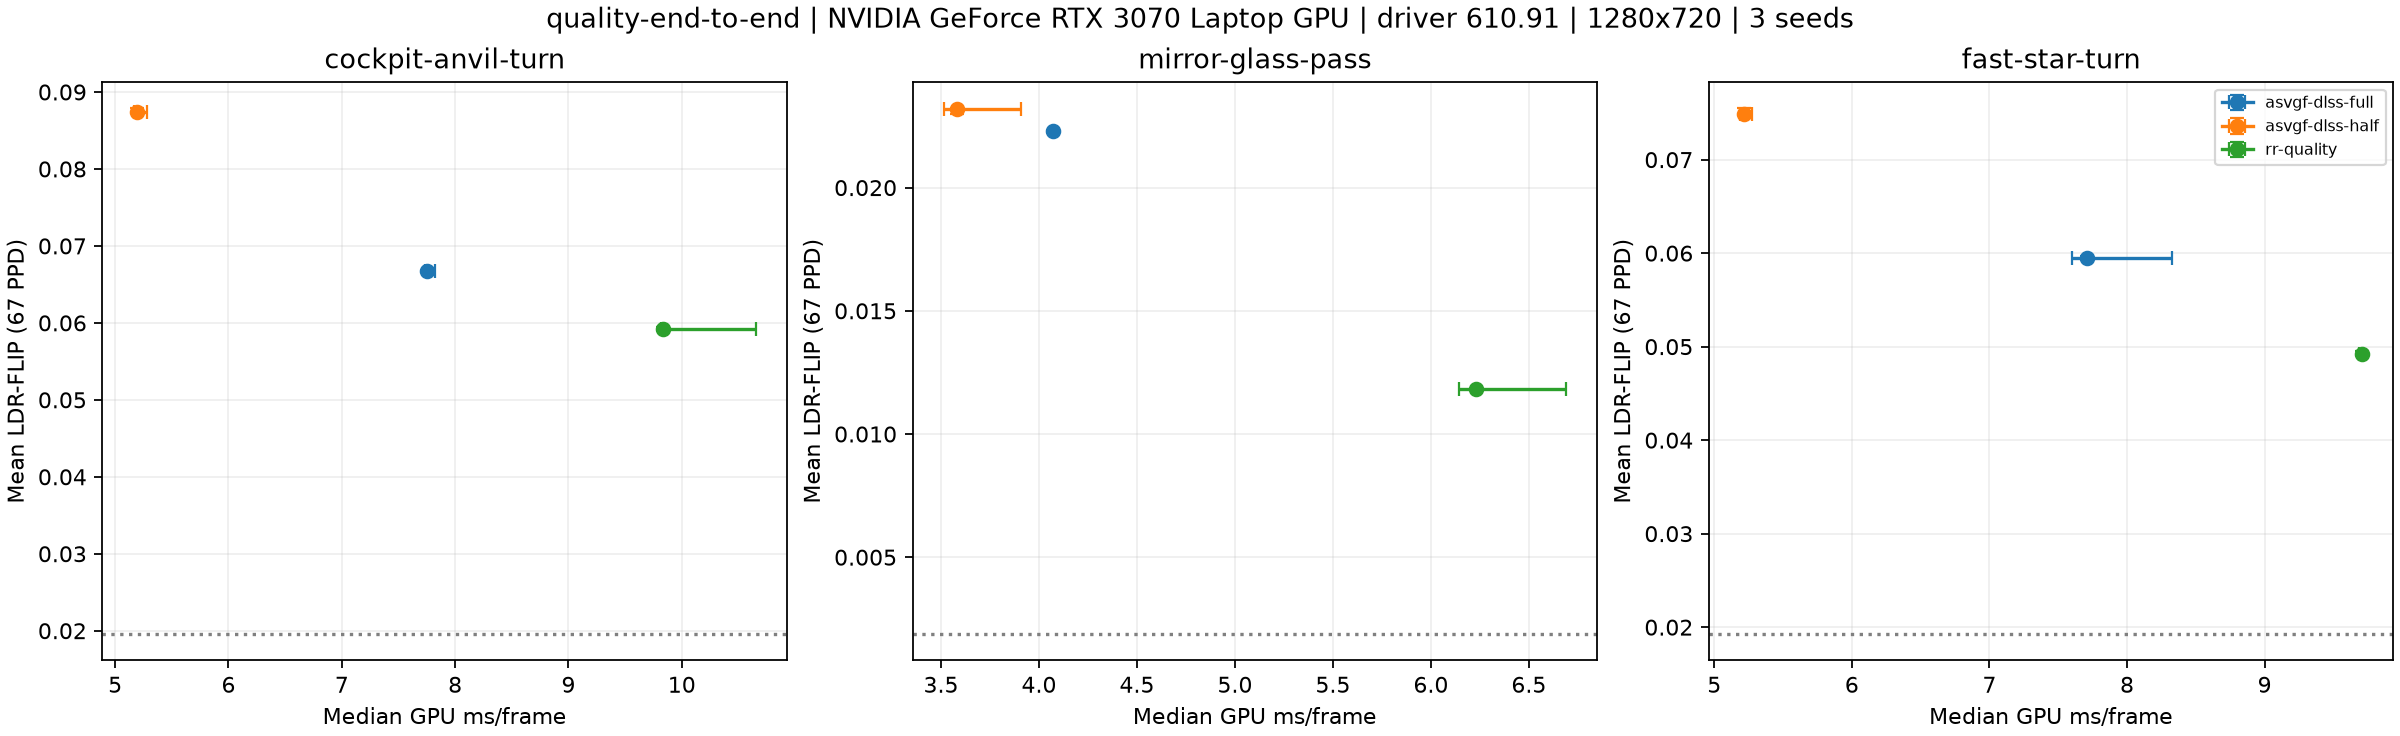 quality-end-to-end | NVIDIA GeForce RTX 3070 Laptop GPU | driver 610.91 | 1280x720 | 3 seeds
cockpit-anvil-turn
Mean LDR-FLIP (67 PPD)
0.09
0.08
0.07
0.06
0.05
0.04
0.03
0.02
5 6 7 8 9 10
Median GPU ms/frame
mirror-glass-pass
Mean LDR-FLIP (67 PPD)
0.020
0.015
0.010
0.005
3.5 4.0 4.5 5.0 5.5 6.0 6.5
Median GPU ms/frame
fast-star-turn
Mean LDR-FLIP (67 PPD)
0.07
0.06
0.05
0.04
0.03
0.02
5 6 7 8 9
Median GPU ms/frame
asvgf-dlss-full
asvgf-dlss-half
rr-quality